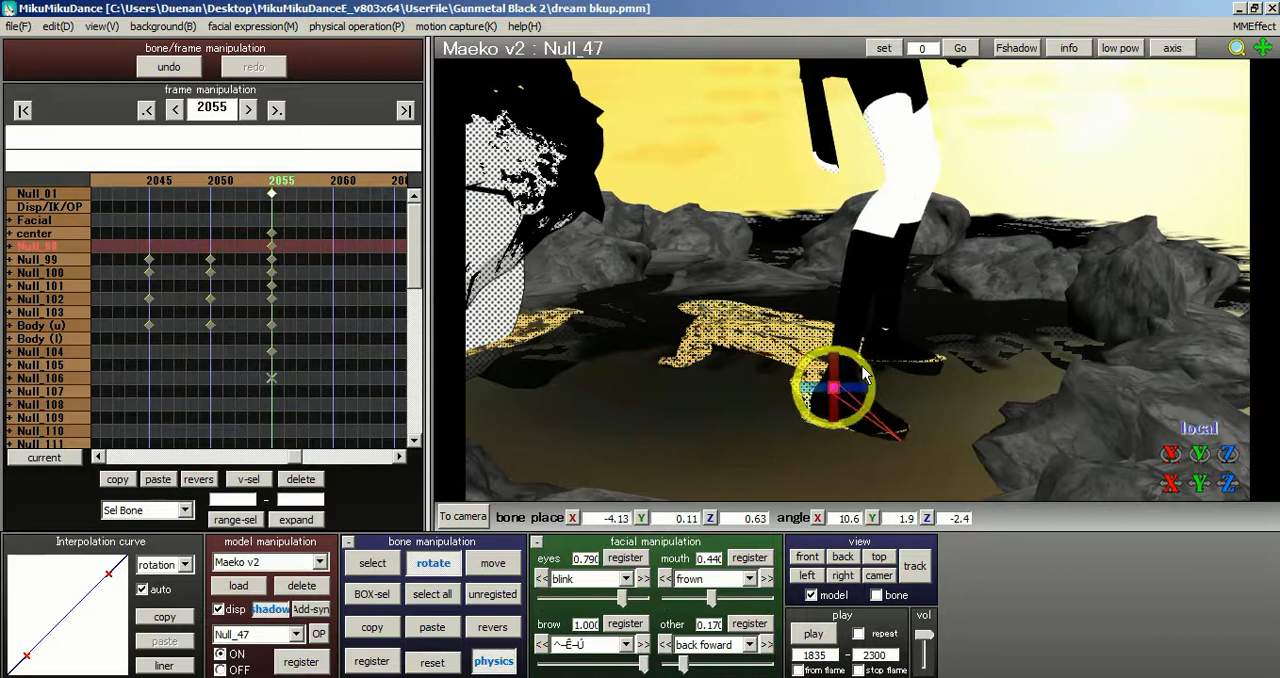 MikuMikuDance [C:\Users\Duenan\Desktop\MikuMikuDanceE_v803x64\UserFile\Gunmetal Black 2\dream bkup.pmm]
file(F) edit(D) view(V) background(B) facial expression(M) physical operation(P) motion capture(K) help(H) MMEffect
bone/frame manipulation
undo redo
frame manipulation
|< .< < 2055 > >. >|
2045 2050 2055 2060
Null_01
Disp/IK/OP
+ Facial
+ center
+ Null_98
+ Null_99
+ Null_100
+ Null_101
+ Null_102
+ Null_103
+ Body (u)
+ Body (l)
+ Null_104
+ Null_105
+ Null_106
+ Null_107
+ Null_108
+ Null_109
+ Null_110
+ Null_111
current
copy paste revers v-sel delete
Sel Bone -
range-sel expand
Maeko v2 : Null_47 set 0 Go Fshadow info low pow axis
local
X Y Z
X Y Z
To camera bone place X -4.13 Y 0.11 Z 0.63 angle X 10.6 Y 1.9 Z -2.4
Interpolation curve
rotation
auto
copy
paste
liner
model manipulation
Maeko v2
load delete
disp shadow Add-syn
Null_47 OP
ON
OFF
register
- bone manipulation
select rotate move
BOX-sel select all unregisted
copy paste revers
register reset physics
- facial manipulation
eyes 0.790 register mouth 0.440 register
<< blink >> << frown >>
brow 1.000 register other 0.170 register
<< ^-Ê-Ú >> << back foward >>
view
front back top
left right camer
track
model bone
play
play repeat
1835 - 2300
from flame stop flame
vol